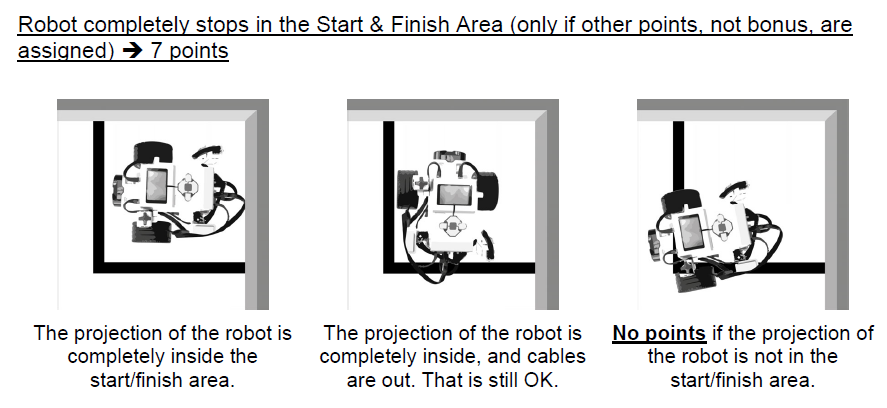 Robot completely stops in the Start & Finish Area (only if other points, not bonus, are
assigned) ➔ 7 points
The projection of the robot is
completely inside the
start/finish area.
The projection of the robot is
completely inside, and cables
are out. That is still OK.
No points if the projection of
the robot is not in the
start/finish area.